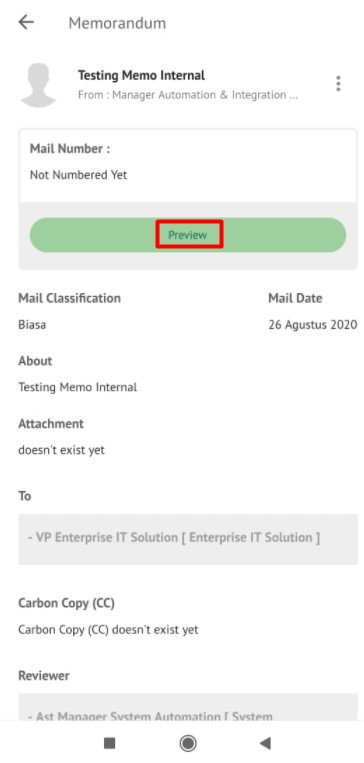 Memorandum
Testing Memo Internal
From : Manager Automation & Integration ...
Mail Number :
Not Numbered Yet
Preview
Mail Classification
Mail Date
Biasa
26 Agustus 2020
About
Testing Memo Internal
Attachment
doesn't exist yet
To
- VP Enterprise IT Solution [ Enterprise IT Solution ]
Carbon Copy (CC)
Carbon Copy (CC) doesn't exist yet
Reviewer
- Ast Manager System Automation [ System